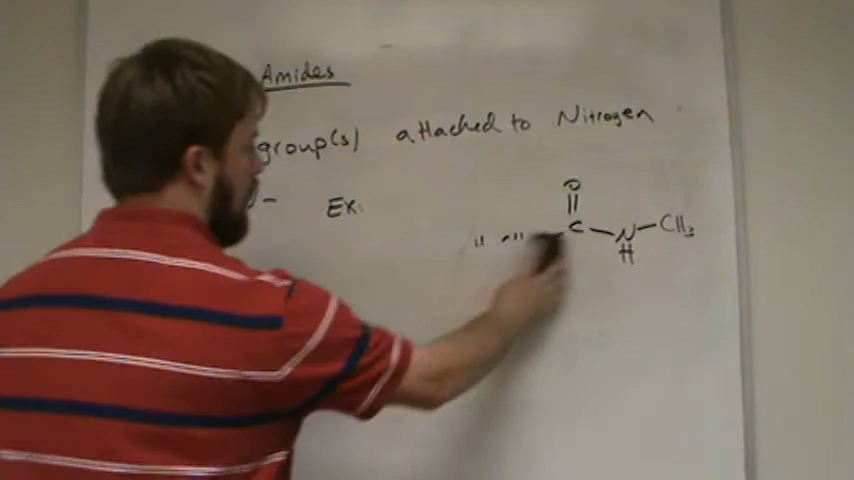 Amides
group(s) attached to Nitrogen
Ex:
O
C N CH3
H